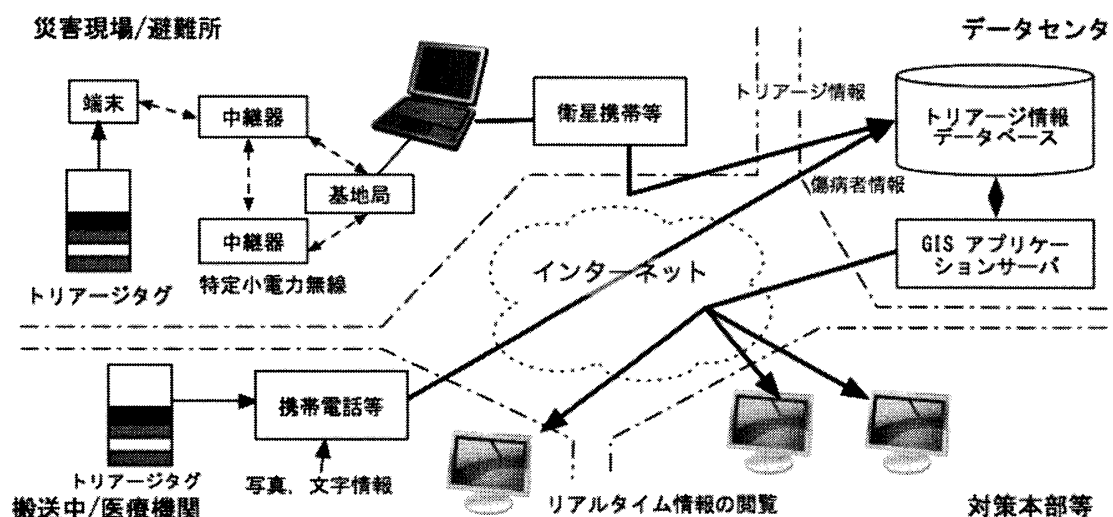 災害現場/避難所
データセンタ
端末
中継器
衛星携帯等
トリアージ情報
トリアージ情報
データベース
基地局
傷病者情報
中継器
GIS アプリケー
ションサーバ
インターネット
トリアージタグ
特定小電力無線
携帯電話等
トリアージタグ
写真，文字情報
リアルタイム情報の閲覧
搬送中/医療機関
対策本部等